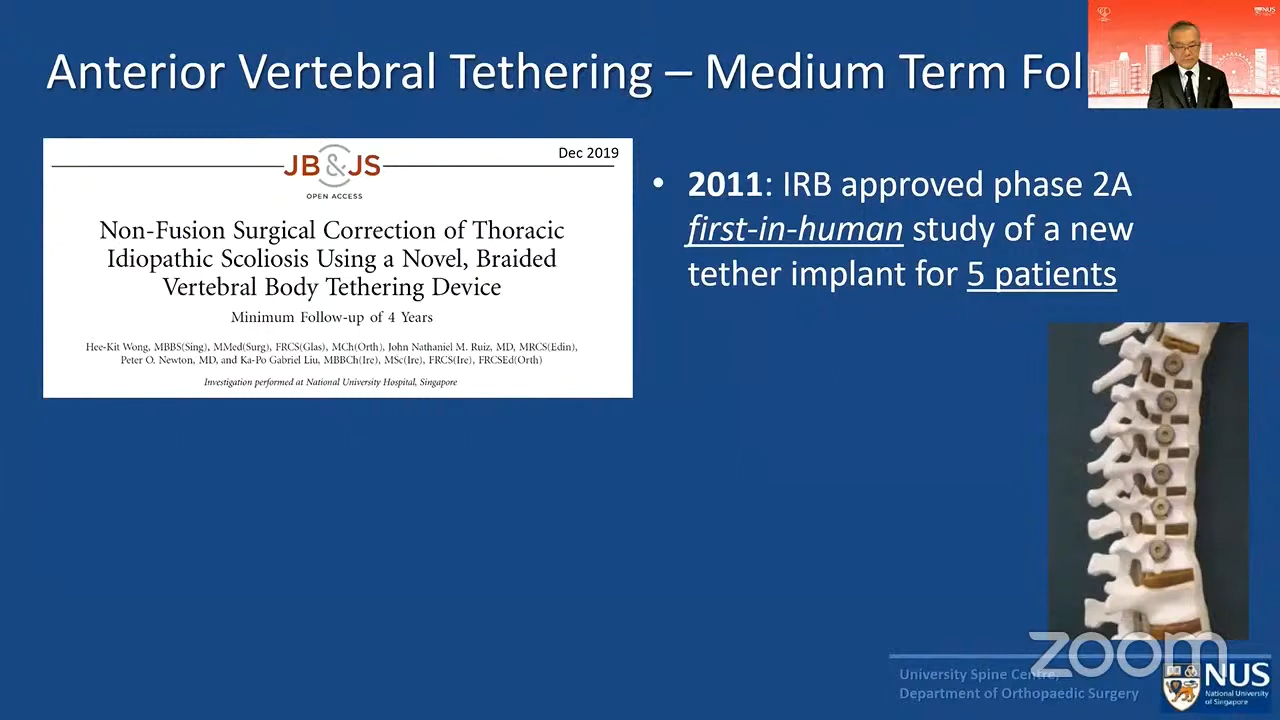 Anterior Vertebral Tethering – Medium Term Fol
NUS
Dec 2019
JB&JS
OPEN ACCESS
Non-Fusion Surgical Correction of Thoracic
Idiopathic Scoliosis Using a Novel, Braided
Vertebral Body Tethering Device
Minimum Follow-up of 4 Years
Hee-Kit Wong, MBBS(Sing), MMed(Surg), FRCS(Glas), MCh(Orth), John Nathaniel M. Ruiz, MD, MRCS(Edin),
Peter O. Newton, MD, and Ka-Po Gabriel Liu, MBBCh(Ire), MSc(Ire), FRCS(Ire), FRCSEd(Orth)
Investigation performed at National University Hospital, Singapore
• 2011: IRB approved phase 2A
first-in-human study of a new
tether implant for 5 patients
zoom
University Spine Centre,
Department of Orthopaedic Surgery
NUS
National University
of Singapore